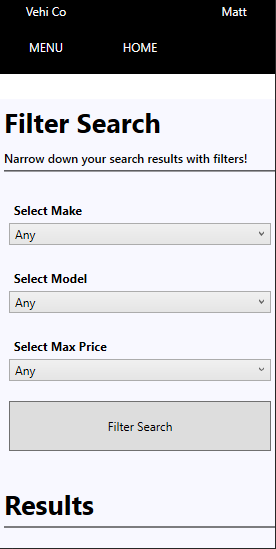 Vehi Co Matt
MENU HOME
Filter Search
Narrow down your search results with filters!
Select Make
Any
Select Model
Any
Select Max Price
Any
Filter Search
Results